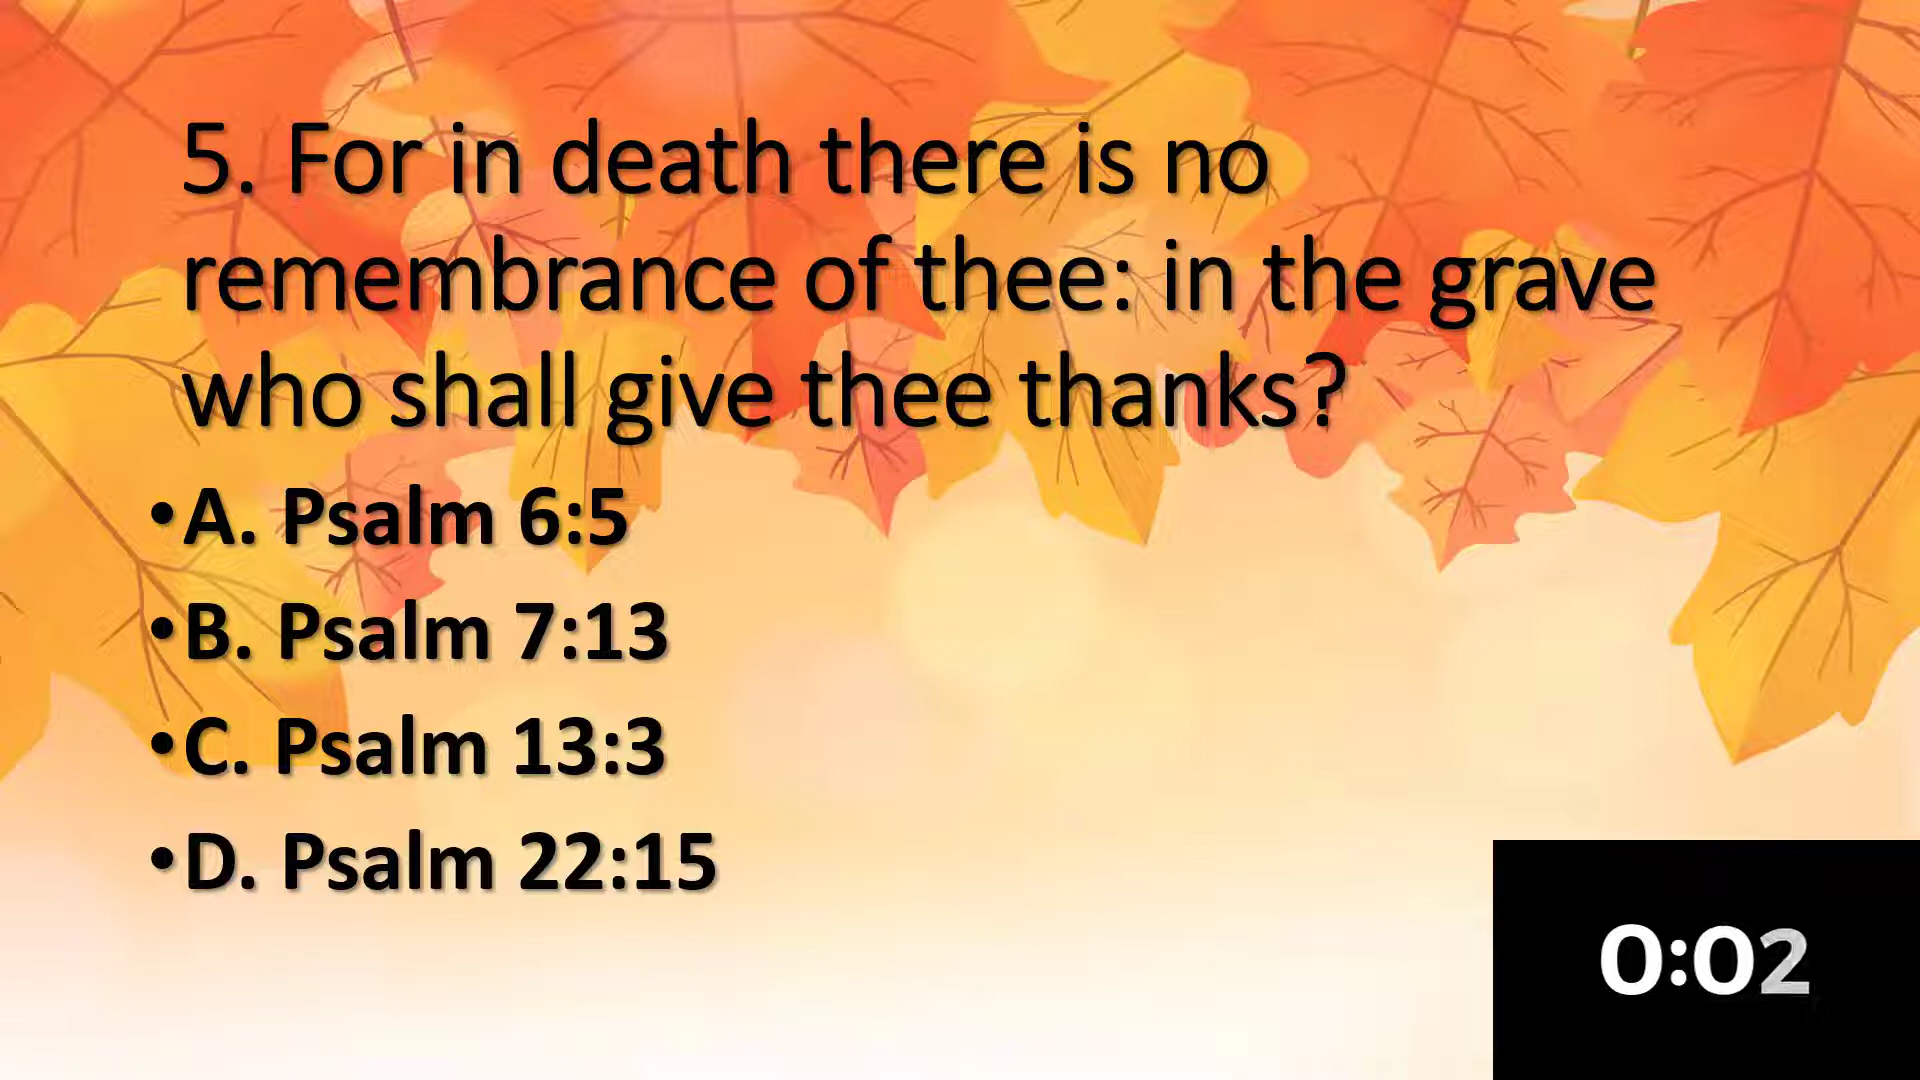 5. For in death there is no
remembrance of thee: in the grave
who shall give thee thanks?
•A. Psalm 6:5
•B. Psalm 7:13
•C. Psalm 13:3
•D. Psalm 22:15
0:02